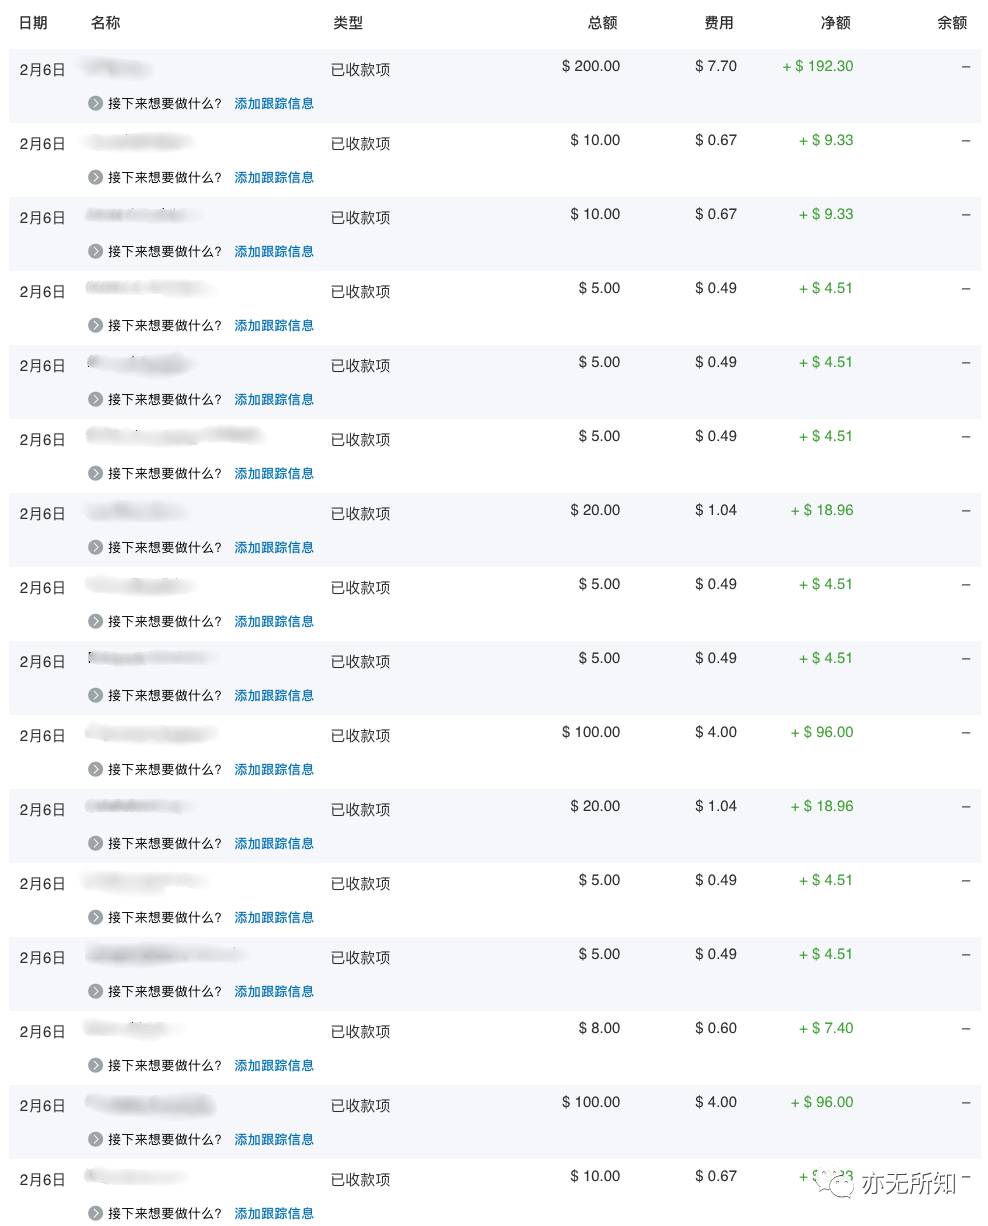 日期 名称 类型 总额 费用 净额 余额
2月6日 已收款项 $ 200.00 $ 7.70 + $ 192.30 –
接下来想要做什么? 添加跟踪信息
2月6日 已收款项 $ 10.00 $ 0.67 + $ 9.33 –
接下来想要做什么? 添加跟踪信息
2月6日 已收款项 $ 10.00 $ 0.67 + $ 9.33 –
接下来想要做什么? 添加跟踪信息
2月6日 已收款项 $ 5.00 $ 0.49 + $ 4.51 –
接下来想要做什么? 添加跟踪信息
2月6日 已收款项 $ 5.00 $ 0.49 + $ 4.51 –
接下来想要做什么? 添加跟踪信息
2月6日 已收款项 $ 5.00 $ 0.49 + $ 4.51 –
接下来想要做什么? 添加跟踪信息
2月6日 已收款项 $ 20.00 $ 1.04 + $ 18.96 –
接下来想要做什么? 添加跟踪信息
2月6日 已收款项 $ 5.00 $ 0.49 + $ 4.51 –
接下来想要做什么? 添加跟踪信息
2月6日 已收款项 $ 5.00 $ 0.49 + $ 4.51 –
接下来想要做什么? 添加跟踪信息
2月6日 已收款项 $ 100.00 $ 4.00 + $ 96.00 –
接下来想要做什么? 添加跟踪信息
2月6日 已收款项 $ 20.00 $ 1.04 + $ 18.96 –
接下来想要做什么? 添加跟踪信息
2月6日 已收款项 $ 5.00 $ 0.49 + $ 4.51 –
接下来想要做什么? 添加跟踪信息
2月6日 已收款项 $ 5.00 $ 0.49 + $ 4.51 –
接下来想要做什么? 添加跟踪信息
2月6日 已收款项 $ 8.00 $ 0.60 + $ 7.40 –
接下来想要做什么? 添加跟踪信息
2月6日 已收款项 $ 100.00 $ 4.00 + $ 96.00 –
接下来想要做什么? 添加跟踪信息
2月6日 已收款项 $ 10.00 $ 0.67 + $ –
亦无所知
接下来想要做什么? 添加跟踪信息